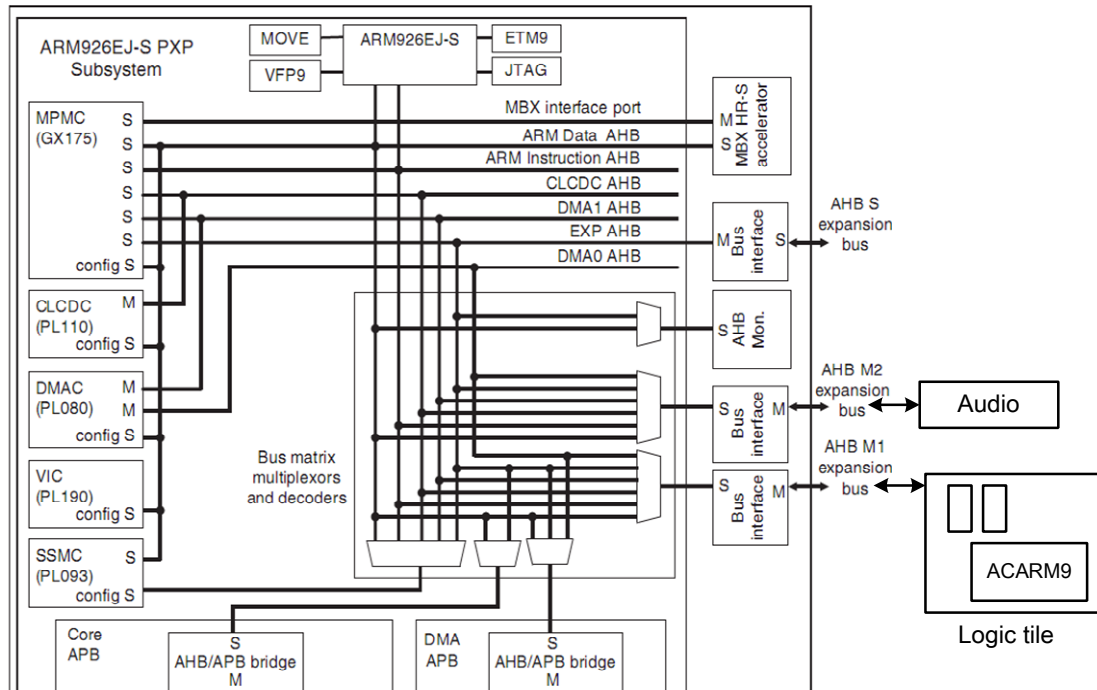 ARM926EJ-S PXP
Subsystem
MOVE
ARM926EJ-S
ETM9
VFP9
JTAG
MPMC
(GX175)
S
S
S
S
S
S
config S
MBX interface port
ARM Data AHB
ARM Instruction AHB
CLCDC AHB
DMA1 AHB
EXP AHB
DMA0 AHB
M
S
MBX HR-S
accelerator
M
Bus
interface
S
AHB S
expansion
bus
CLCDC
(PL110)
M
config S
S
AHB
Mon.
DMAC
(PL080)
M
M
config S
S
Bus
interface
M
AHB M2
expansion
bus
Audio
Bus matrix
multiplexors
and decoders
VIC
(PL190)
config S
S
Bus
interface
M
AHB M1
expansion
bus
ACARM9
Logic tile
SSMC
(PL093)
S
config S
Core
APB
S
AHB/APB bridge
M
DMA
APB
S
AHB/APB bridge
M